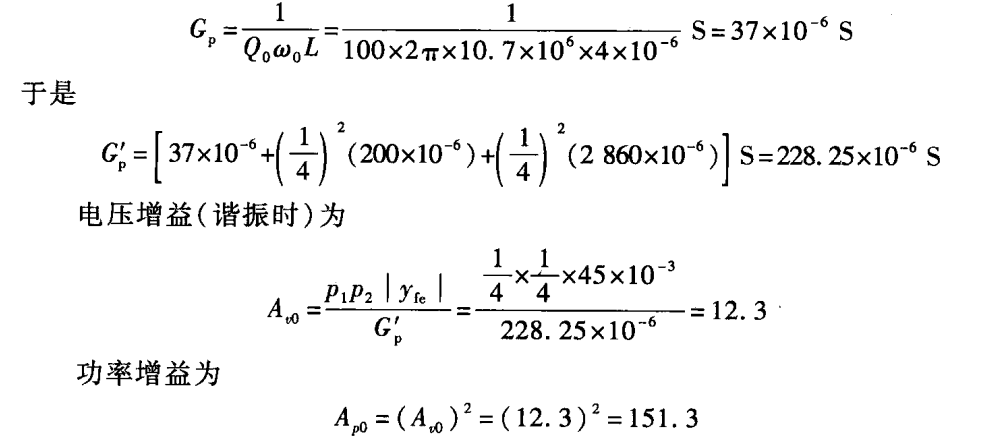 G_p = 1/(Q_0ω_0L) = 1/(100×2π×10.7×10^6×4×10^-6) S=37×10^-6 S
于是
G'_p = [37×10^-6+(1/4)^2(200×10^-6)+(1/4)^2(2 860×10^-6)] S=228.25×10^-6 S
电压增益(谐振时)为
A_v0 = p_1p_2|y_fe|/G'_p = (1/4×1/4×45×10^-3)/(228.25×10^-6) = 12.3
功率增益为
A_p0 = (A_v0)^2 = (12.3)^2 = 151.3